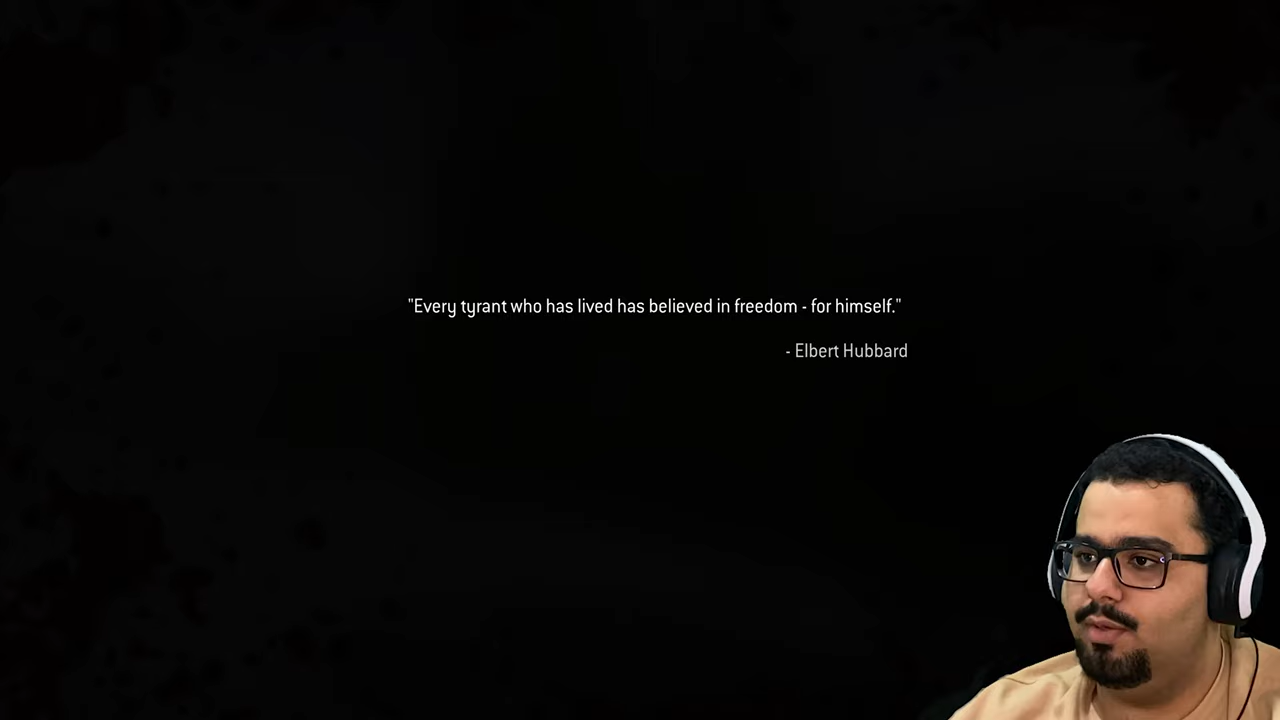 "Every tyrant who has lived has believed in freedom - for himself."
- Elbert Hubbard